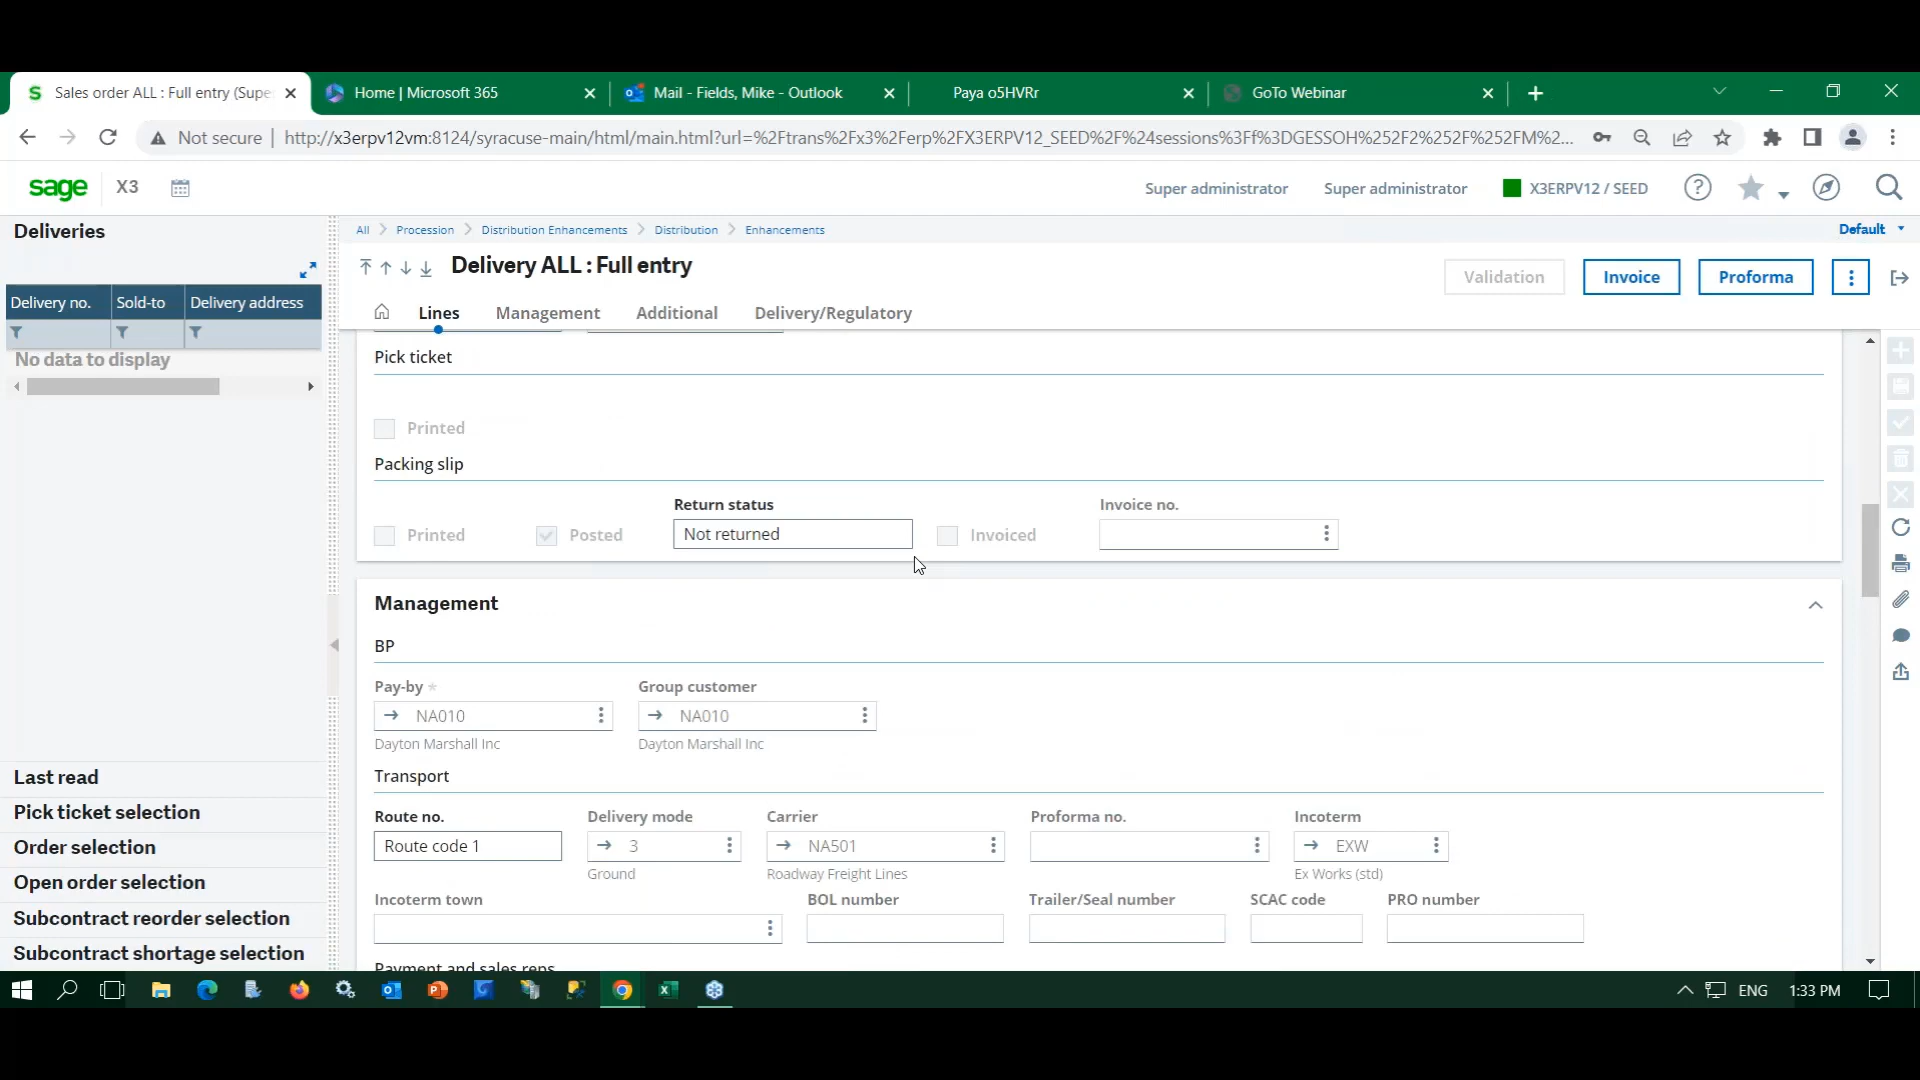 Sales order ALL : Full entry (Supe
Home | Microsoft 365
Mail - Fields, Mike - Outlook
Paya o5HVRr
GoTo Webinar
Not secure
http://x3erpv12vm:8124/syracuse-main/html/main.html?url=%2Ftrans%2Fx3%2Ferp%2FX3ERPV12_SEED%2F%24sessions%3Ff%3DGESSOH%252F2%252F%252FM%2...
sage
X3
Super administrator
Super administrator
X3ERPV12 / SEED
Deliveries
All
Procession
Distribution Enhancements
Distribution
Enhancements
Default
Delivery ALL : Full entry
Validation
Invoice
Proforma
Delivery no.
Sold-to
Delivery address
Lines
Management
Additional
Delivery/Regulatory
No data to display
Pick ticket
Printed
Packing slip
Return status
Invoice no.
Printed
Posted
Not returned
Invoiced
Management
BP
Pay-by *
Group customer
NA010
NA010
Dayton Marshall Inc
Dayton Marshall Inc
Transport
Route no.
Delivery mode
Carrier
Proforma no.
Incoterm
Route code 1
3
NA501
EXW
Ground
Roadway Freight Lines
Ex Works (std)
Incoterm town
BOL number
Trailer/Seal number
SCAC code
PRO number
Payment and sales reps
Last read
Pick ticket selection
Order selection
Open order selection
Subcontract reorder selection
Subcontract shortage selection
ENG
1:33 PM